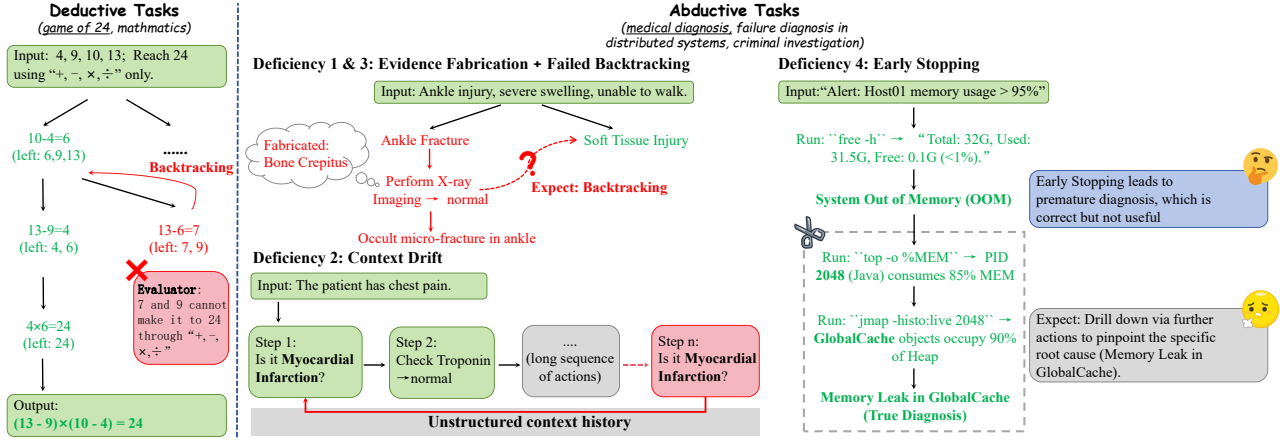 Deductive Tasks
(game of 24, mathmatics)
Input: 4, 9, 10, 13; Reach 24
using “+, −, ×, ÷” only.
10-4=6
(left: 6,9,13)
......
Backtracking
13-9=4
(left: 4, 6)
13-6=7
(left: 7, 9)
Evaluator:
7 and 9 cannot
make it to 24
through “+, −,
×, ÷”
4×6=24
(left: 24)
Output:
(13 - 9)×(10 - 4) = 24
Abductive Tasks
(medical diagnosis, failure diagnosis in
distributed systems, criminal investigation)
Deficiency 1 & 3: Evidence Fabrication + Failed Backtracking
Input: Ankle injury, severe swelling, unable to walk.
Fabricated:
Bone Crepitus
Ankle Fracture
Soft Tissue Injury
?
Perform X-ray
Imaging → normal
Expect: Backtracking
Occult micro-fracture in ankle
Deficiency 2: Context Drift
Input: The patient has chest pain.
Step 1:
Is it Myocardial
Infarction?
Step 2:
Check Troponin
→normal
....
(long sequence
of actions)
Step n:
Is it Myocardial
Infarction?
Unstructured context history
Deficiency 4: Early Stopping
Input:“Alert: Host01 memory usage > 95%”
Run: ``free -h`` → “Total: 32G, Used:
31.5G, Free: 0.1G (<1%).”
System Out of Memory (OOM)
Early Stopping leads to
premature diagnosis, which is
correct but not useful
Run: ``top -o %MEM`` → PID
2048 (Java) consumes 85% MEM
Run: ``jmap -histo:live 2048`` →
GlobalCache objects occupy 90%
of Heap
Expect: Drill down via further
actions to pinpoint the specific
root cause (Memory Leak in
GlobalCache).
Memory Leak in GlobalCache
(True Diagnosis)